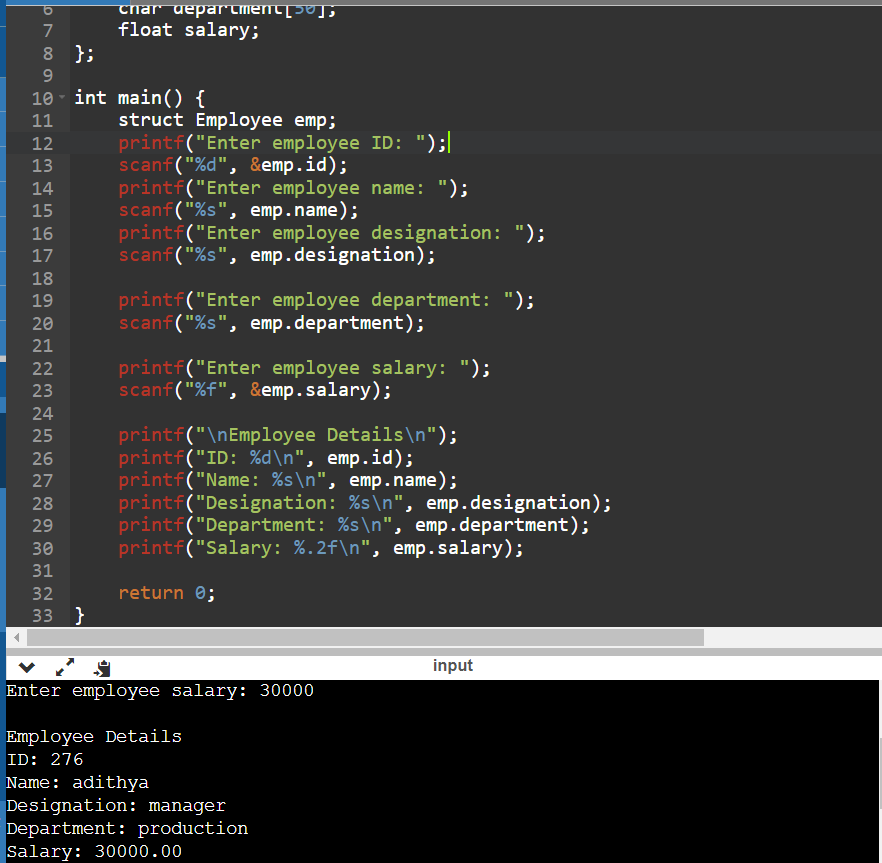 6 char department[50];
7 float salary;
8 };
9
10 int main() {
11 struct Employee emp;
12 printf("Enter employee ID: ");
13 scanf("%d", &emp.id);
14 printf("Enter employee name: ");
15 scanf("%s", emp.name);
16 printf("Enter employee designation: ");
17 scanf("%s", emp.designation);
18
19 printf("Enter employee department: ");
20 scanf("%s", emp.department);
21
22 printf("Enter employee salary: ");
23 scanf("%f", &emp.salary);
24
25 printf("\nEmployee Details\n");
26 printf("ID: %d\n", emp.id);
27 printf("Name: %s\n", emp.name);
28 printf("Designation: %s\n", emp.designation);
29 printf("Department: %s\n", emp.department);
30 printf("Salary: %.2f\n", emp.salary);
31
32 return 0;
33 }
input
Enter employee salary: 30000
Employee Details
ID: 276
Name: adithya
Designation: manager
Department: production
Salary: 30000.00